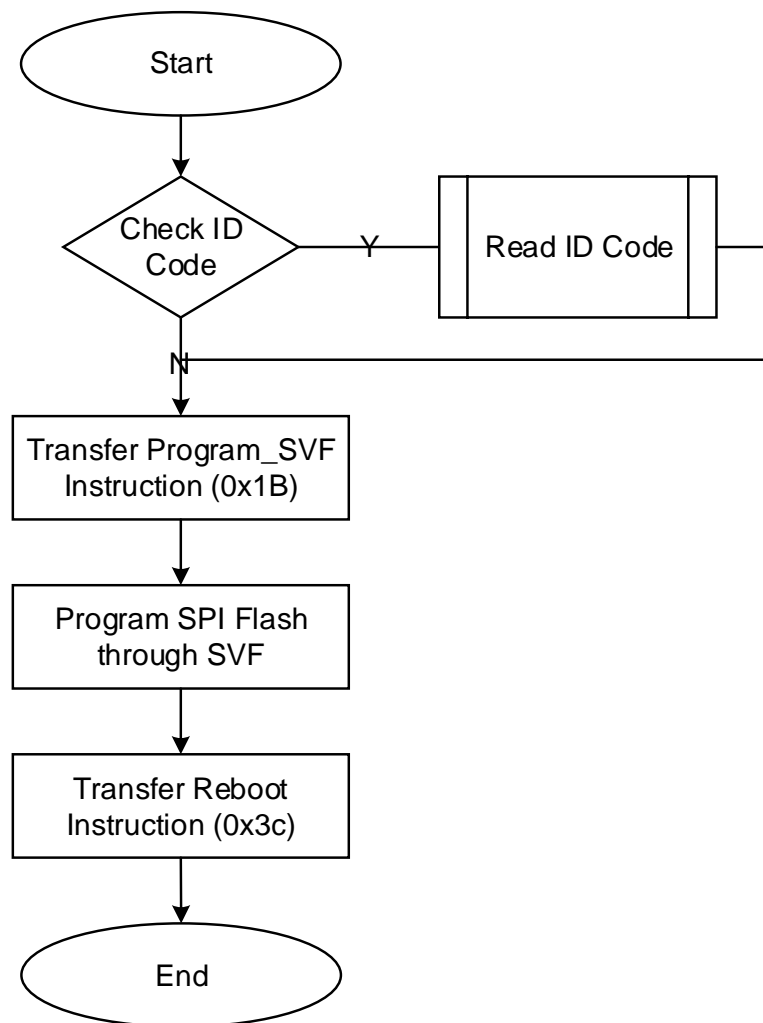 Start
Check ID
Code
Y
Read ID Code
N
Transfer Program_SVF
Instruction (0x1B)
Program SPI Flash
through SVF
Transfer Reboot
Instruction (0x3c)
End